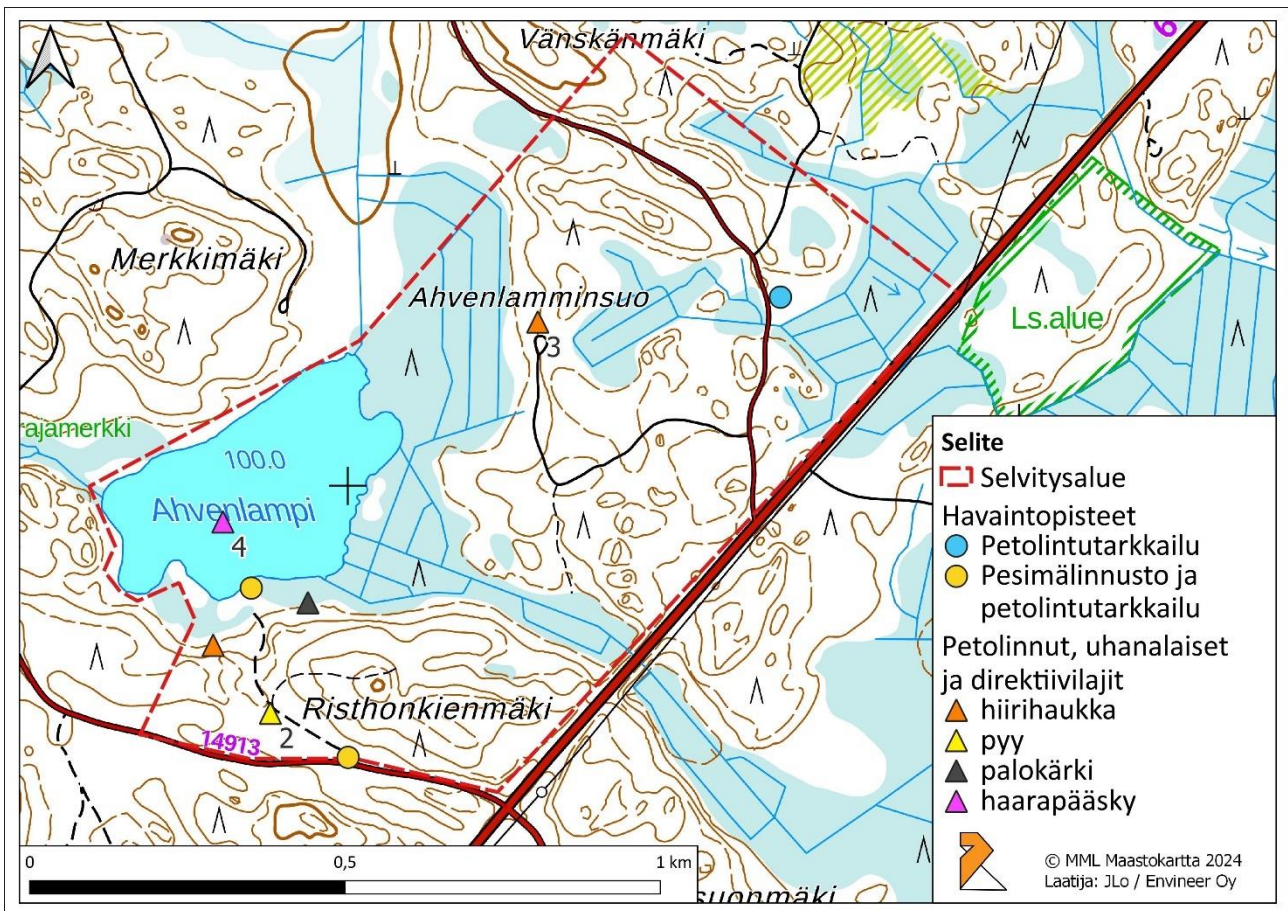 Vänskänmäki
6
Merkkimäki
Ahvenlamminsuo
3
Ls.alue
ajamerkki
100.0
Ahvenlampi
4
Risthonkienmäki
2
14913
suonmäki
0
0,5
1 km
Selite
Selvitysalue
Havaintopisteet
Petolintutarkkailu
Pesimälinnusto ja
petolintutarkkailu
Petolinnut, uhanalaiset
ja direktiivilajit
hiirihaukka
pyy
palokärki
haarapääsky
© MML Maastokartta 2024
Laatija: JLo / Envineer Oy